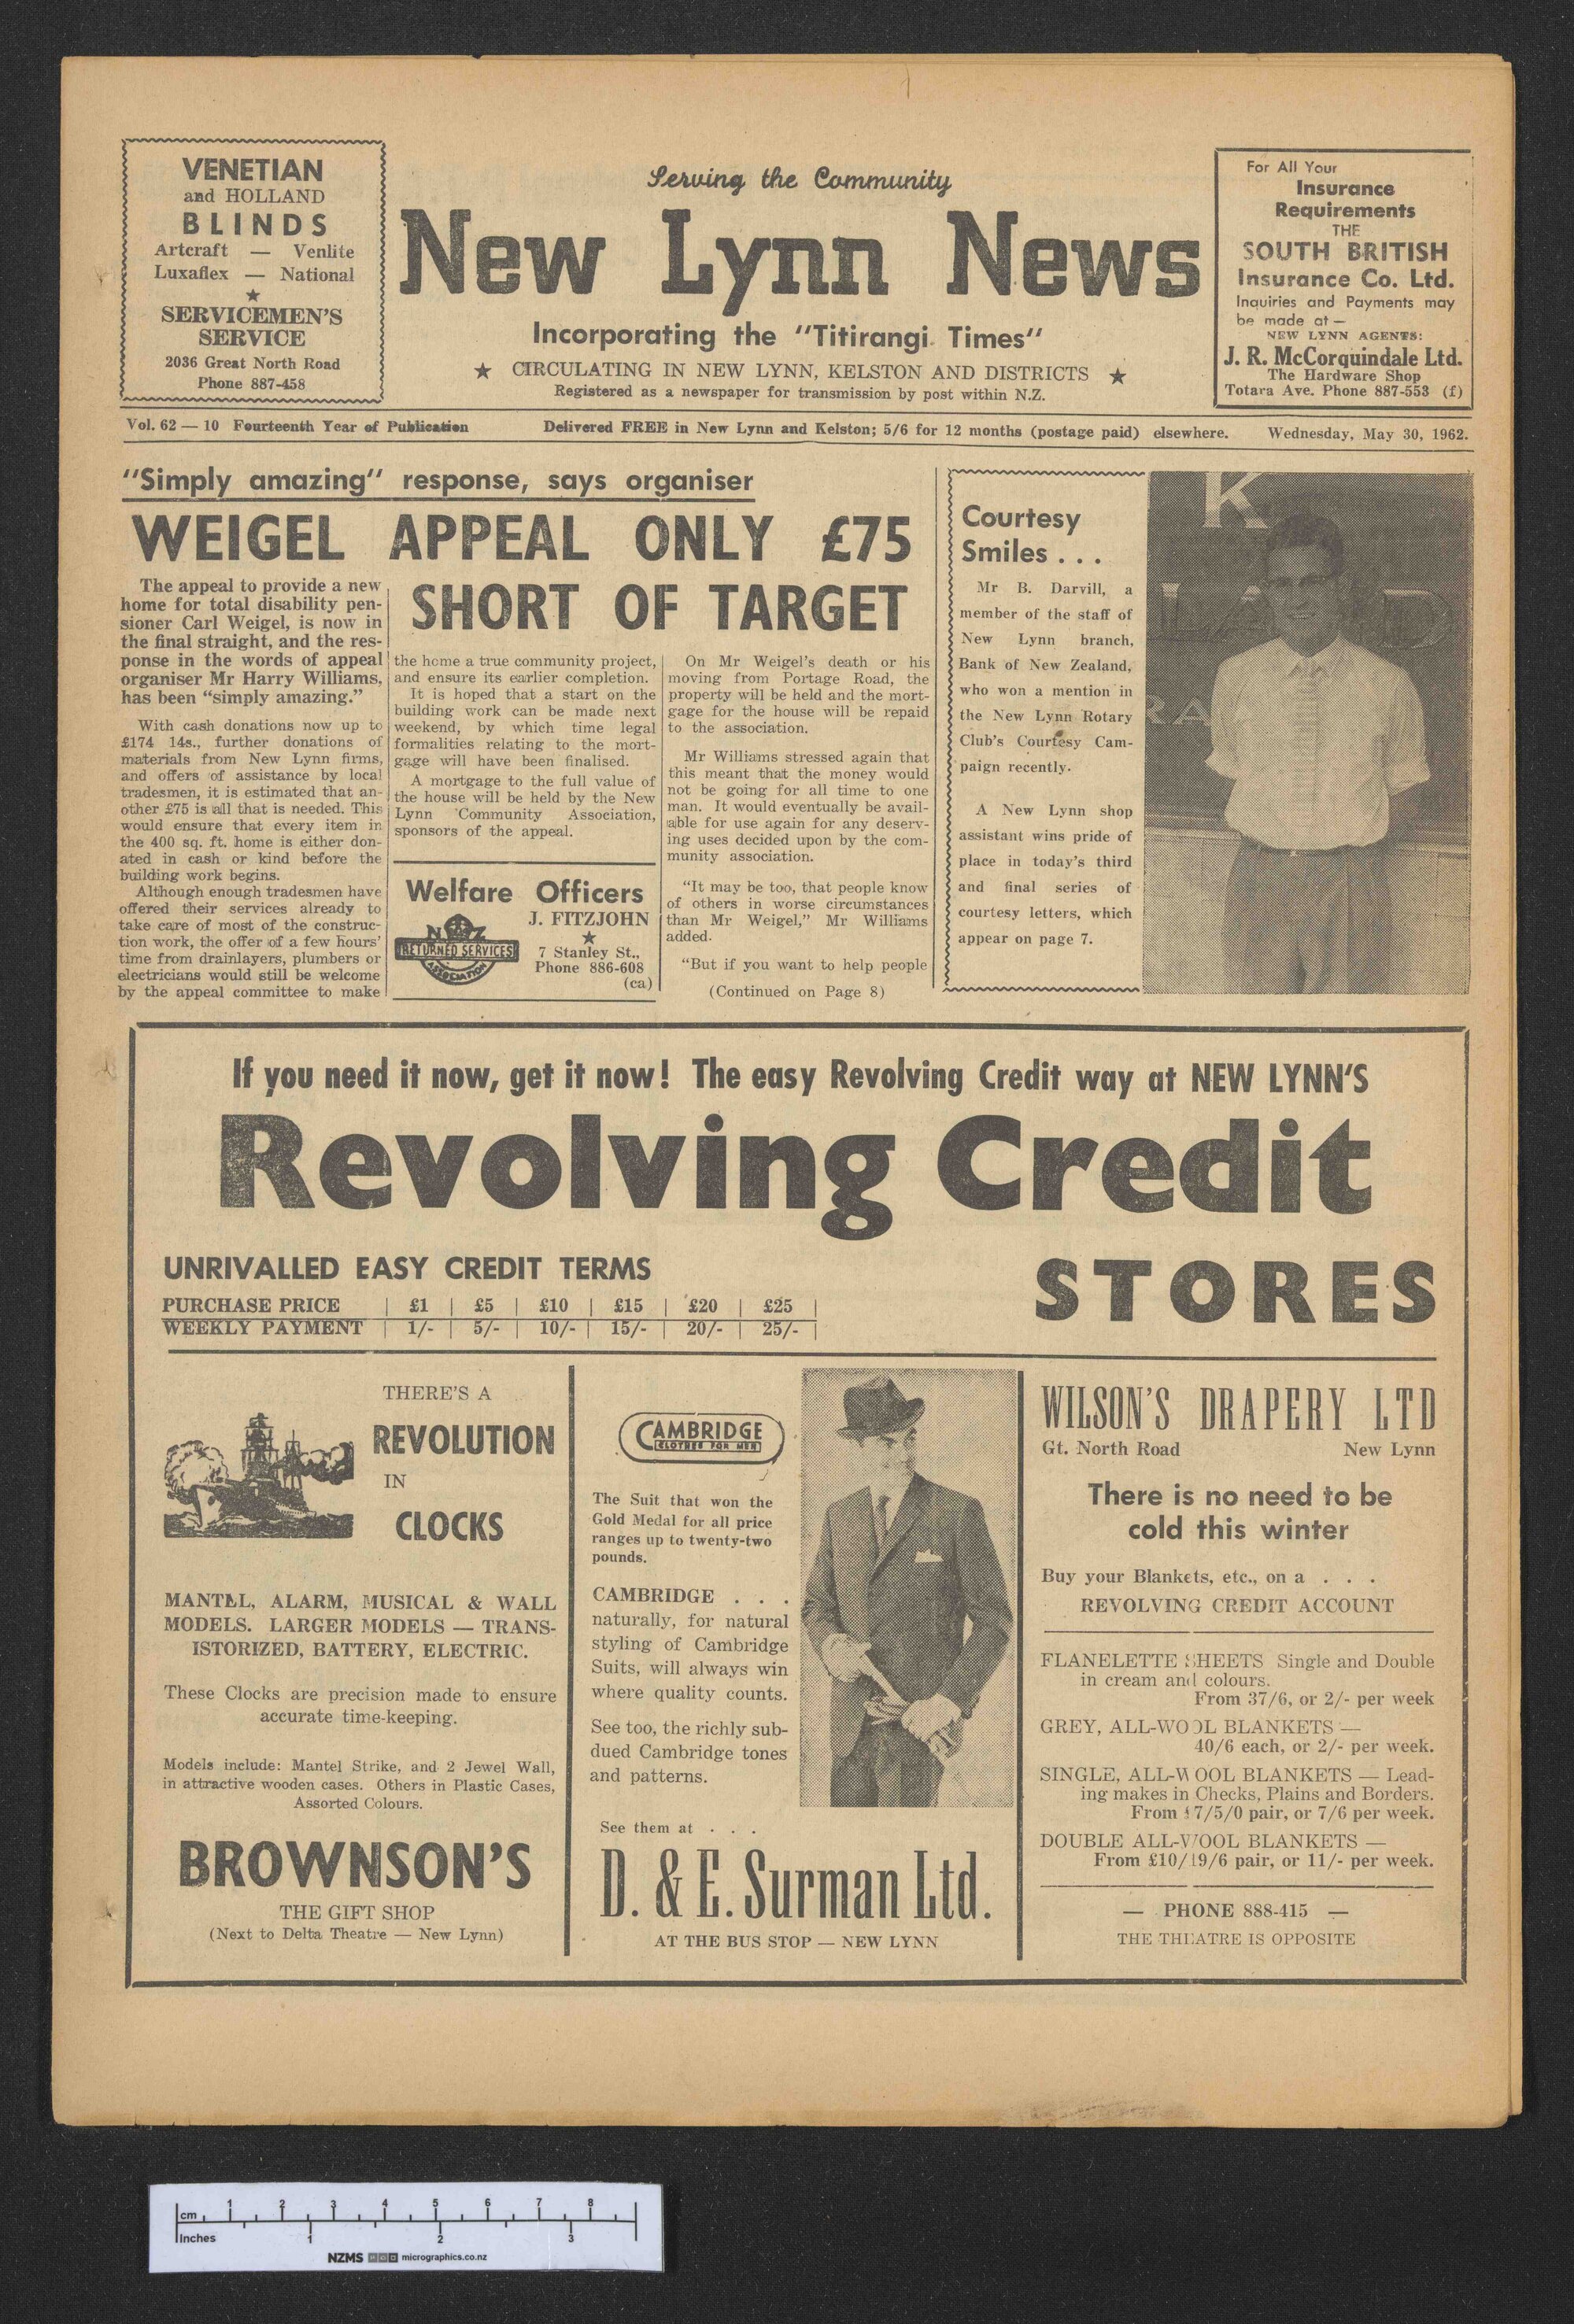 VENETIAN
and HOLLAND
BLINDS
Artcraft — Venlite
Luxaflex — National
★
SERVICEMEN'S
SERVICE
2036 Great North Road
Phone 887-458
Serving the Community
New Lynn News
Incorporating the "Titirangi Times"
★ CIRCULATING IN NEW LYNN, KELSTON AND DISTRICTS ★
Registered as a newspaper for transmission by post within N.Z.
For All Your
Insurance
Requirements
THE
SOUTH BRITISH
Insurance Co. Ltd.
Inquiries and Payments may
be made at —
NEW LYNN AGENTS:
J. R. McCorquindale Ltd.
The Hardware Shop
Totara Ave. Phone 887-553 (f)
Vol. 62 — 10 Fourteenth Year of Publication Delivered FREE in New Lynn and Kelston; 5/6 for 12 months (postage paid) elsewhere. Wednesday, May 30, 1962.
"Simply amazing" response, says organiser
WEIGEL APPEAL ONLY £75
SHORT OF TARGET
The appeal to provide a new
home for total disability pen-
sioner Carl Weigel, is now in
the final straight, and the res-
ponse in the words of appeal
organiser Mr Harry Williams,
has been "simply amazing."
With cash donations now up to
£174 14s., further donations of
materials from New Lynn firms,
and offers of assistance by local
tradesmen, it is estimated that an-
other £75 is all that is needed. This
would ensure that every item in
the 400 sq. ft. home is either don-
ated in cash or kind before the
building work begins.
Although enough tradesmen have
offered their services already to
take care of most of the construc-
tion work, the offer of a few hours'
time from drainlayers, plumbers or
electricians would still be welcome
by the appeal committee to make
the home a true community project,
and ensure its earlier completion.
It is hoped that a start on the
building work can be made next
weekend, by which time legal
formalities relating to the mort-
gage will have been finalised.
A mortgage to the full value of
the house will be held by the New
Lynn Community Association,
sponsors of the appeal.
Welfare Officers
NZ
RETURNED SERVICES
ASSOCIATION
J. FITZJOHN
★
7 Stanley St.,
Phone 886-608
(ca)
On Mr Weigel's death or his
moving from Portage Road, the
property will be held and the mort-
gage for the house will be repaid
to the association.
Mr Williams stressed again that
this meant that the money would
not be going for all time to one
man. It would eventually be avail-
able for use again for any deserv-
ing uses decided upon by the com-
munity association.
"It may be too, that people know
of others in worse circumstances
than Mr Weigel," Mr Williams
added.
"But if you want to help people
(Continued on Page 8)
Courtesy
Smiles . . .
Mr B. Darvill, a
member of the staff of
New Lynn branch,
Bank of New Zealand,
who won a mention in
the New Lynn Rotary
Club's Courtesy Cam-
paign recently.
A New Lynn shop
assistant wins pride of
place in today's third
and final series of
courtesy letters, which
appear on page 7.
K
RA
If you need it now, get it now! The easy Revolving Credit way at NEW LYNN'S
Revolving Credit
STORES
UNRIVALLED EASY CREDIT TERMS
PURCHASE PRICE | £1 | £5 | £10 | £15 | £20 | £25 |
WEEKLY PAYMENT | 1/- | 5/- | 10/- | 15/- | 20/- | 25/- |
THERE'S A
REVOLUTION
IN
CLOCKS
MANTEL, ALARM, MUSICAL & WALL
MODELS. LARGER MODELS — TRANS-
ISTORIZED, BATTERY, ELECTRIC.
These Clocks are precision made to ensure
accurate time-keeping.
Models include: Mantel Strike, and 2 Jewel Wall,
in attractive wooden cases. Others in Plastic Cases,
Assorted Colours.
BROWNSON'S
THE GIFT SHOP
(Next to Delta Theatre — New Lynn)
CAMBRIDGE
CLOTHES FOR MEN
The Suit that won the
Gold Medal for all price
ranges up to twenty-two
pounds.
CAMBRIDGE . . .
naturally, for natural
styling of Cambridge
Suits, will always win
where quality counts.
See too, the richly sub-
dued Cambridge tones
and patterns.
See them at . . .
D. & E. Surman Ltd.
AT THE BUS STOP — NEW LYNN
WILSON'S DRAPERY LTD
Gt. North Road New Lynn
There is no need to be
cold this winter
Buy your Blankets, etc., on a . . .
REVOLVING CREDIT ACCOUNT
FLANELETTE SHEETS Single and Double
in cream and colours.
From 37/6, or 2/- per week
GREY, ALL-WOOL BLANKETS —
40/6 each, or 2/- per week.
SINGLE, ALL-WOOL BLANKETS — Lead-
ing makes in Checks, Plains and Borders.
From £7/5/0 pair, or 7/6 per week.
DOUBLE ALL-WOOL BLANKETS —
From £10/19/6 pair, or 11/- per week.
— PHONE 888-415 —
THE THEATRE IS OPPOSITE
cm 1 2 3 4 5 6 7 8
Inches 1 2 3
NZMS micrographics.co.nz